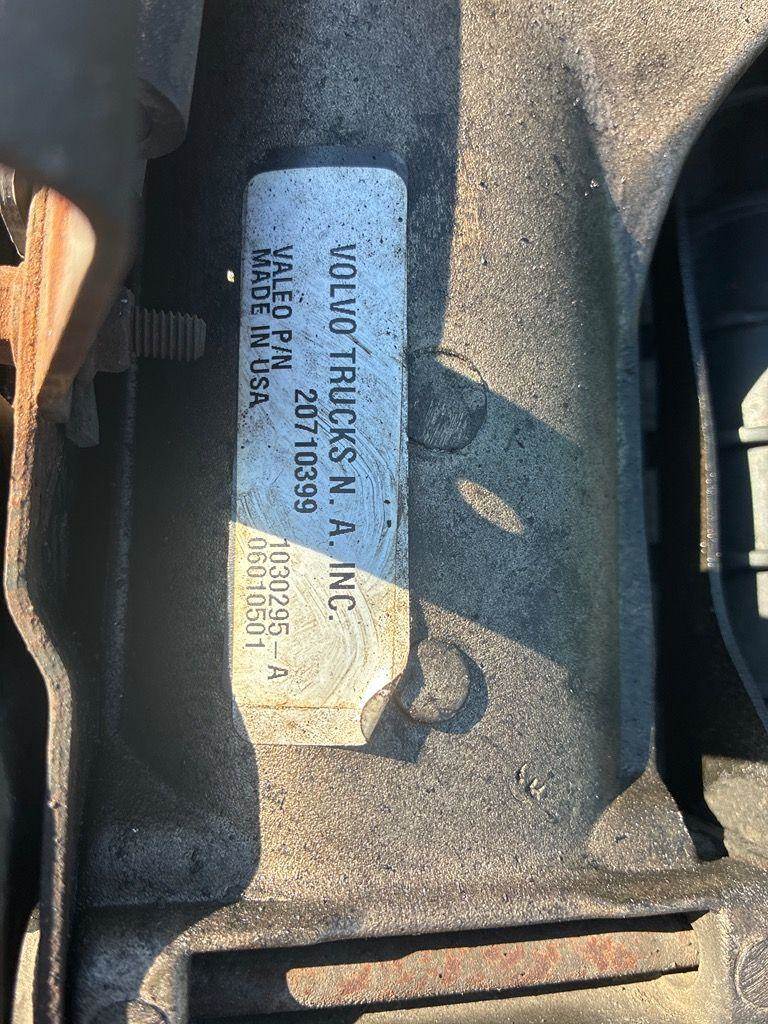 VOLVO TRUCKS N. A. INC.
20710399
VALEO P/N 1030295-A
MADE IN USA 06010501